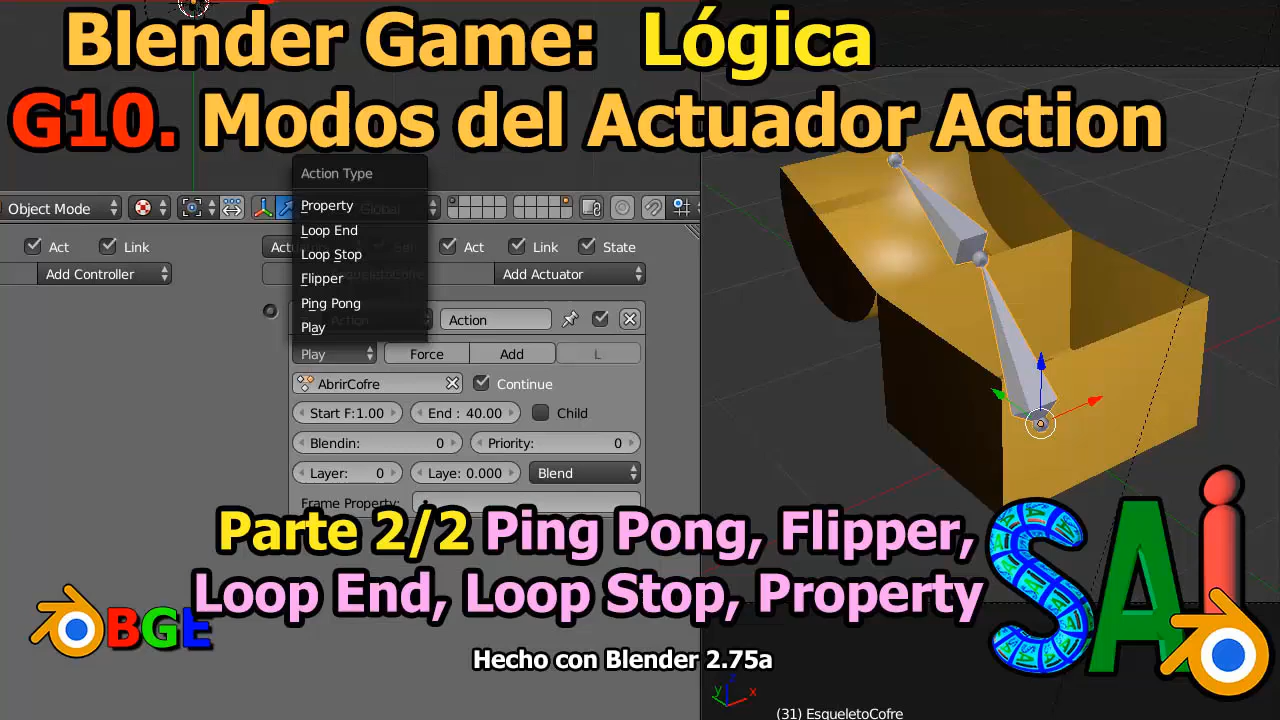 Blender Game: Lógica
G10. Modos del Actuador Action
Action Type
Property
Loop End
Loop Stop
Flipper
Ping Pong
Play
Object Mode
Global
Act
Link
Act
Link
State
Add Controller
EsqueletoCofre
Add Actuator
Action
Action
Play
Force
Add
L
AbrirCofre
Continue
Start F:1.00
End : 40.00
Child
Blendin: 0
Priority: 0
Layer: 0
Laye: 0.000
Blend
Frame Property:
Parte 2/2 Ping Pong, Flipper,
Loop End, Loop Stop, Property
BGE
SAi
Hecho con Blender 2.75a
z
y
x
(31) EsqueletoCofre